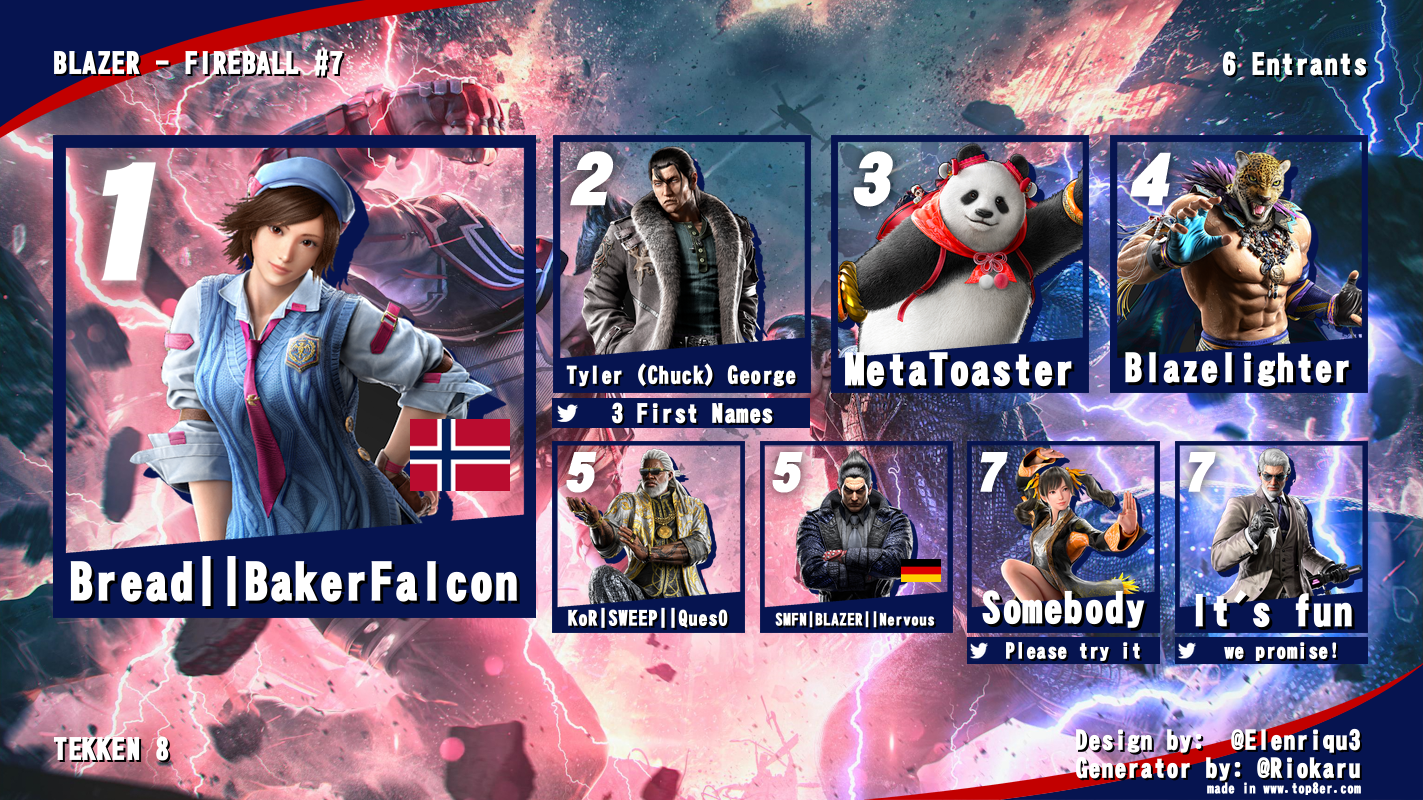 BLAZER - FIREBALL #7
6 Entrants
1
Bread||BakerFalcon
2
Tyler (Chuck) George
3 First Names
3
MetaToaster
4
Blazelighter
5
KoR|SWEEP||QuesO
5
SMFN|BLAZER||Nervous
7
Somebody
Please try it
7
It's fun
we promise!
TEKKEN 8
Design by: @Elenriqu3
Generator by: @Riokaru
made in www.top8er.com